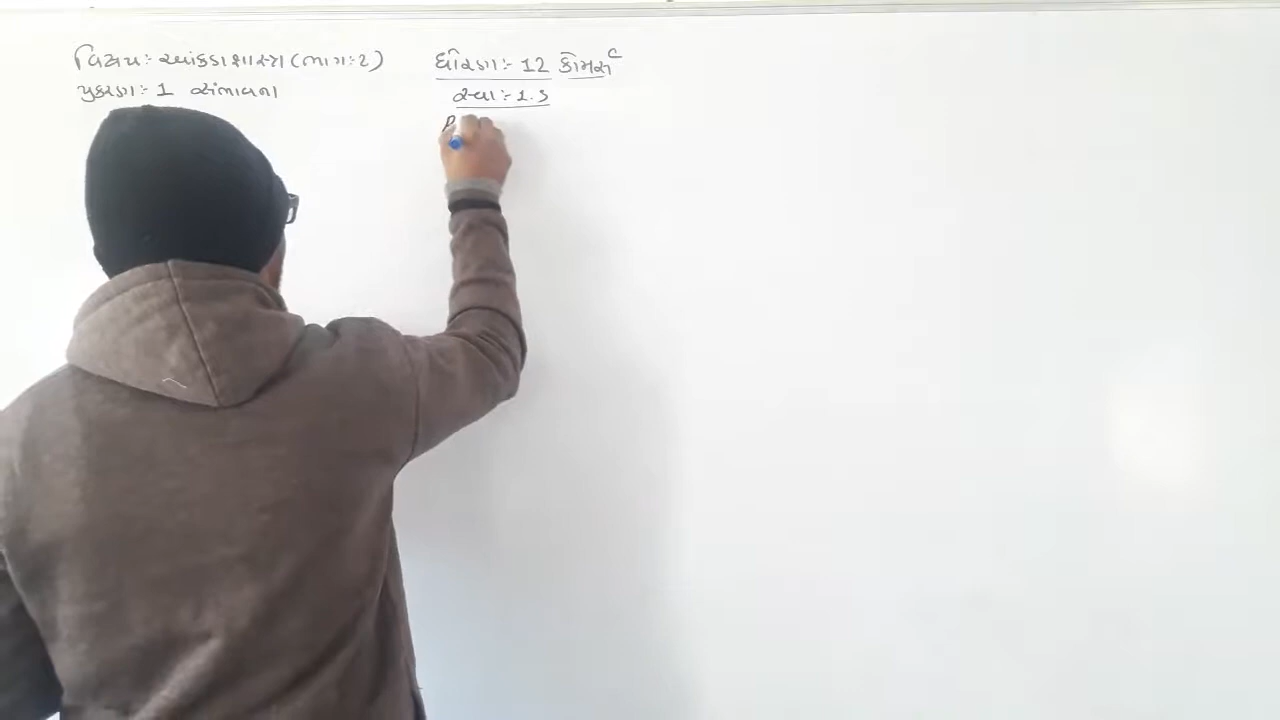 વિષય:- આંકડાશાસ્ત્ર (ભાગ:2)
પ્રકરણ:- 1 સંભાવના
ધોરણ:- 12 કોમર્સ
સ્વા:- 1.3
P